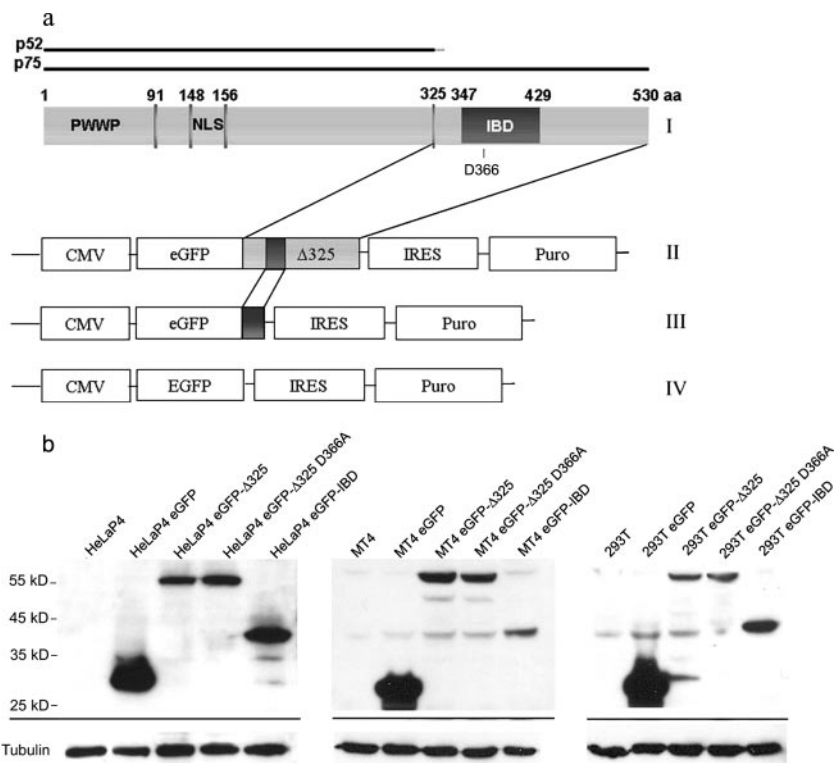 a
p52
p75
1 91 148 156 325 347 429 530 aa
PWWP NLS IBD I
D366
CMV eGFP Δ325 IRES Puro II
CMV eGFP IRES Puro III
CMV EGFP IRES Puro IV
b
HeLaP4 HeLaP4 eGFP HeLaP4 eGFP-Δ325 HeLaP4 eGFP-Δ325 D366A HeLaP4 eGFP-IBD MT4 MT4 eGFP MT4 eGFP-Δ325 MT4 eGFP-Δ325 D366A MT4 eGFP-IBD 293T 293T eGFP 293T eGFP-Δ325 293T eGFP-Δ325 D366A 293T eGFP-IBD
55 kD
45 kD
35 kD
25 kD
Tubulin